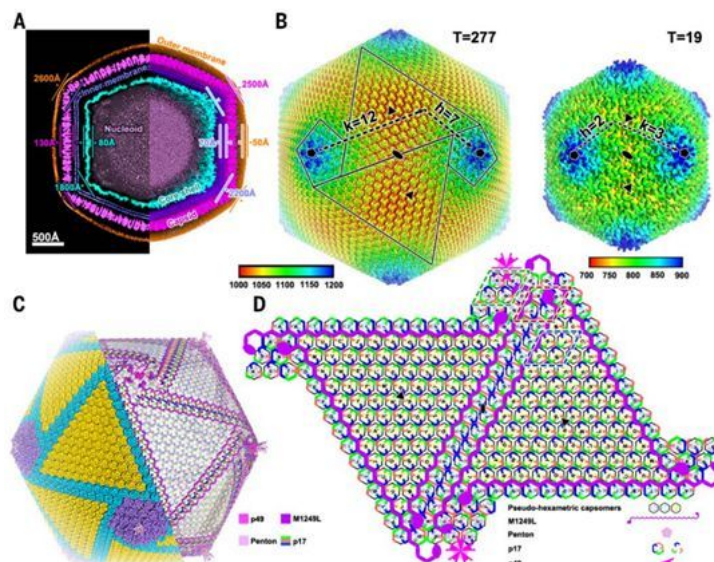 A
Outer membrane
2600Å
2500Å
Inner-membrane
Nucleoid
130Å
80Å
70Å
~50Å
1800Å
Core shell
2200Å
Capsid
500Å
B
T=277
T=19
k=12
h=7
h=2
k=3
1000 1050 1100 1150 1200
700 750 800 850 900
C
D
p49
M1249L
Penton
p17
Pseudo-hexametric capsomers
M1249L
Penton
p17